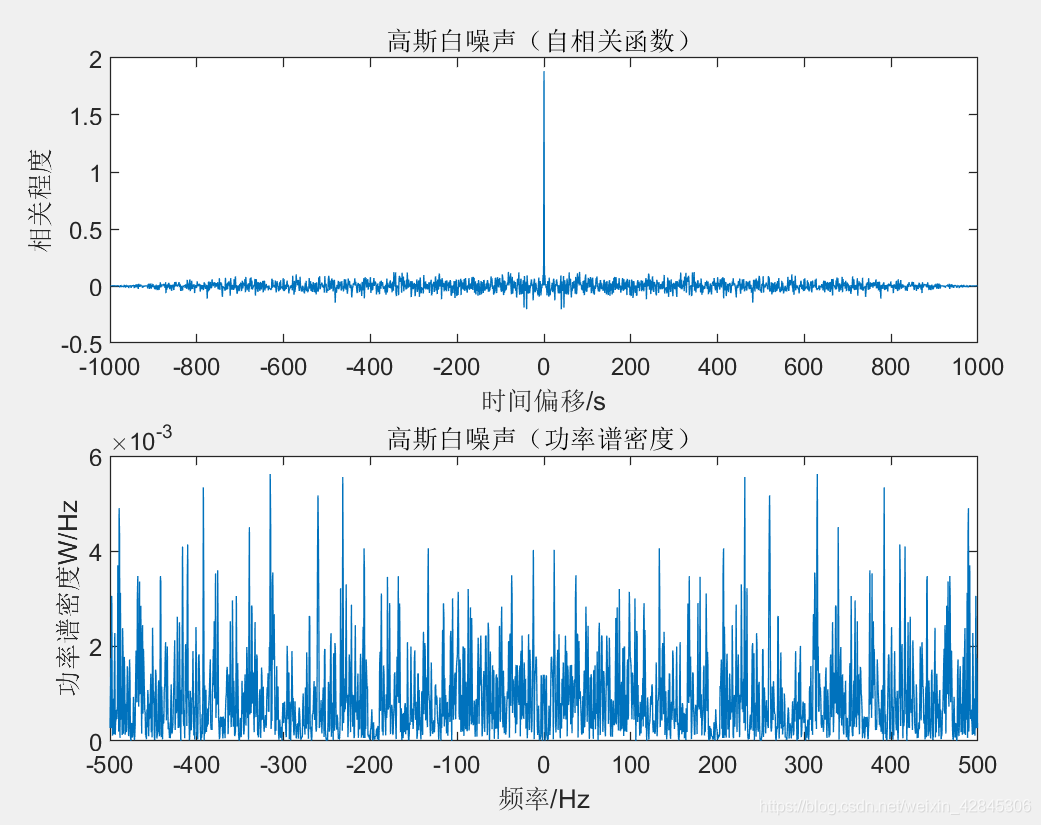 高斯白噪声（自相关函数）
2
1.5
1
0.5
0
-0.5
相关程度
-1000 -800 -600 -400 -200 0 200 400 600 800 1000
时间偏移/s
×10-3
高斯白噪声（功率谱密度）
6
4
2
0
功率谱密度W/Hz
-500 -400 -300 -200 -100 0 100 200 300 400 500
频率/Hz
https://blog.csdn.net/weixin_42845306